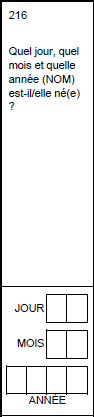 216
Quel jour, quel
mois et quelle
année (NOM)
est-il/elle né(e)
?
JOUR
MOIS
ANNÉE